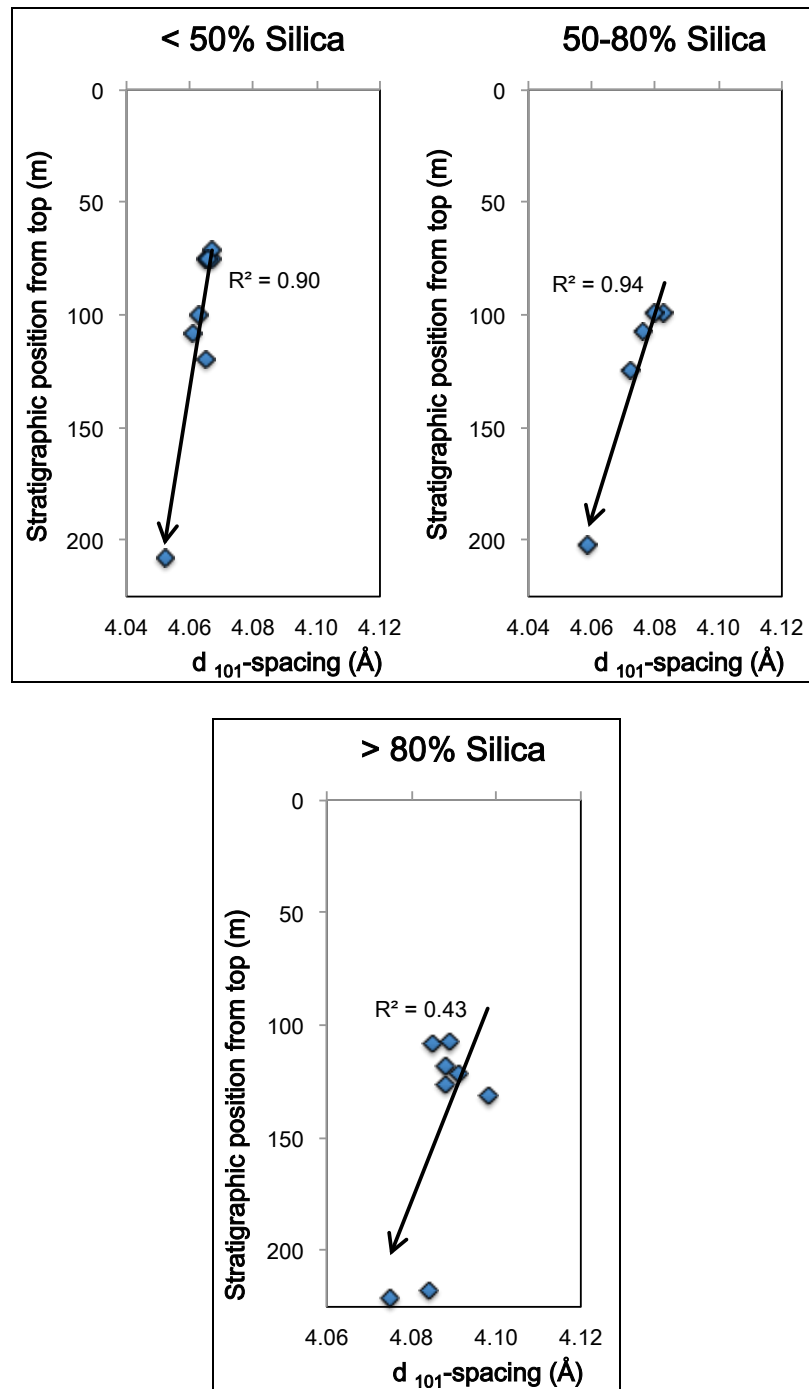 < 50% Silica
0
50
100
150
200
Stratigraphic position from top (m)
R² = 0.90
4.04 4.06 4.08 4.10 4.12
d 101-spacing (Å)
50-80% Silica
0
50
100
150
200
Stratigraphic position from top (m)
R² = 0.94
4.04 4.06 4.08 4.10 4.12
d 101-spacing (Å)
> 80% Silica
0
50
100
150
200
Stratigraphic position from top (m)
R² = 0.43
4.06 4.08 4.10 4.12
d 101-spacing (Å)